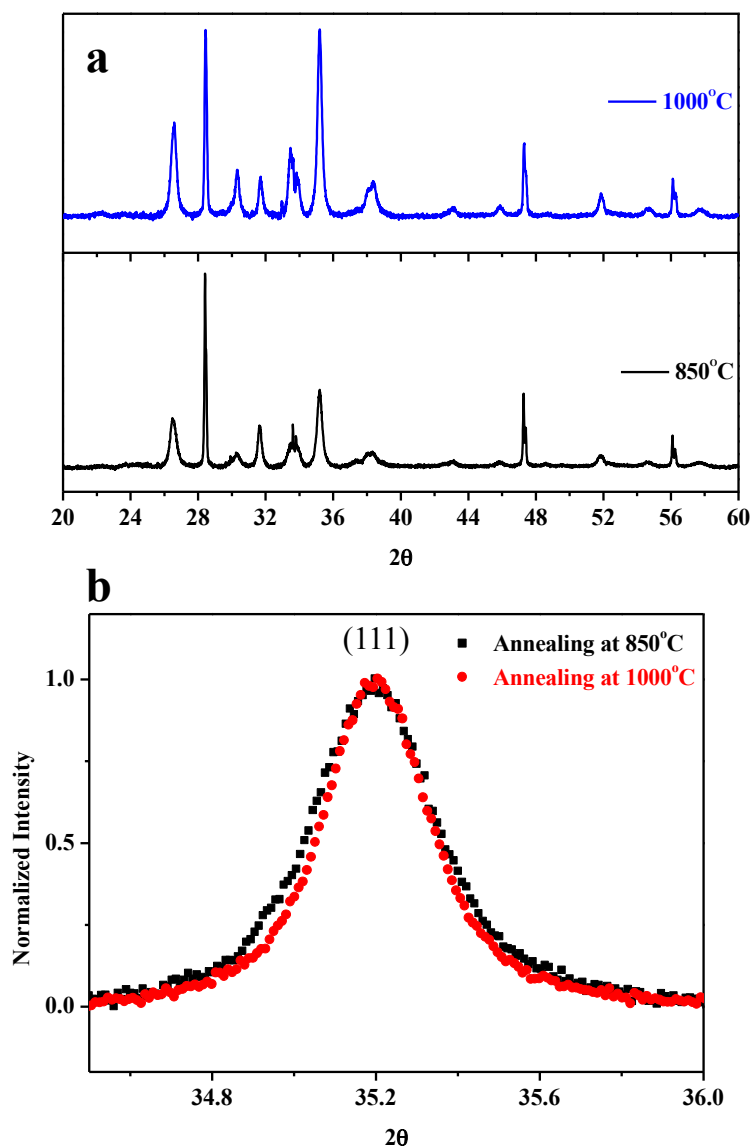 a
1000°C
850°C
20 24 28 32 36 40 44 48 52 56 60
2θ
b
(111)
Annealing at 850°C
Annealing at 1000°C
1.0
0.5
0.0
Normalized Intensity
34.8 35.2 35.6 36.0
2θ